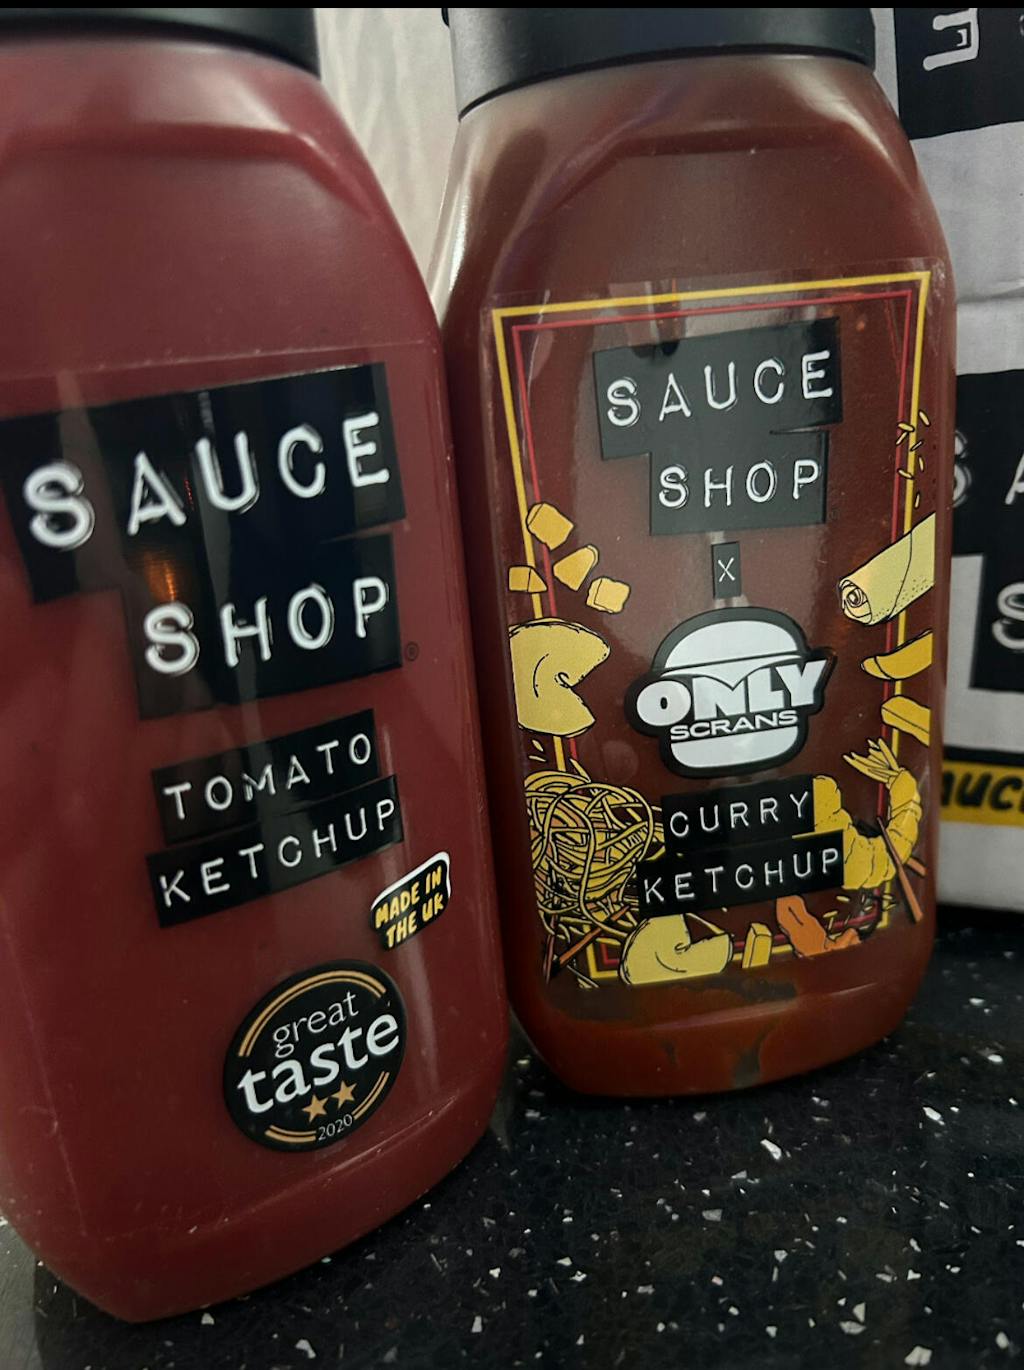 SAUCE
SHOP
®
TOMATO
KETCHUP
MADE IN
THE UK
great
taste
2020
SAUCE
SHOP
X
ONLY
SCRANS
CURRY
KETCHUP